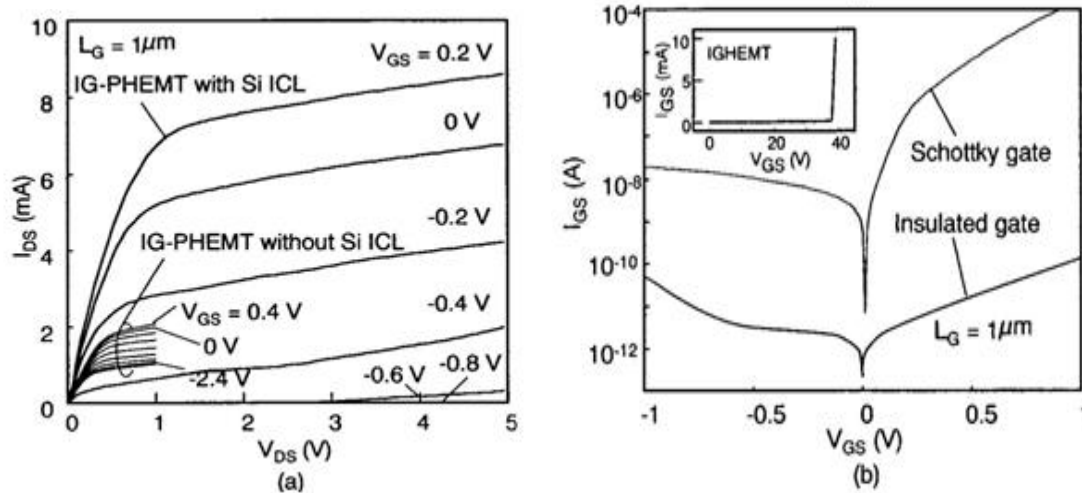 10
L_G = 1μm
V_GS = 0.2 V
IG-PHEMT with Si ICL
8
0 V
6
I_DS (mA)
-0.2 V
4
IG-PHEMT without Si ICL
-0.4 V
V_GS = 0.4 V
2
0 V
-0.8 V
-0.6 V
-2.4 V
0
0 1 2 3 4 5
V_DS (V)
(a)
10^-4
10
IGHEMT
I_GS (mA)
5
0
0 20 40
V_GS (V)
10^-6
Schottky gate
I_GS (A)
10^-8
Insulated gate
10^-10
L_G = 1μm
10^-12
-1 -0.5 0 0.5 1
V_GS (V)
(b)